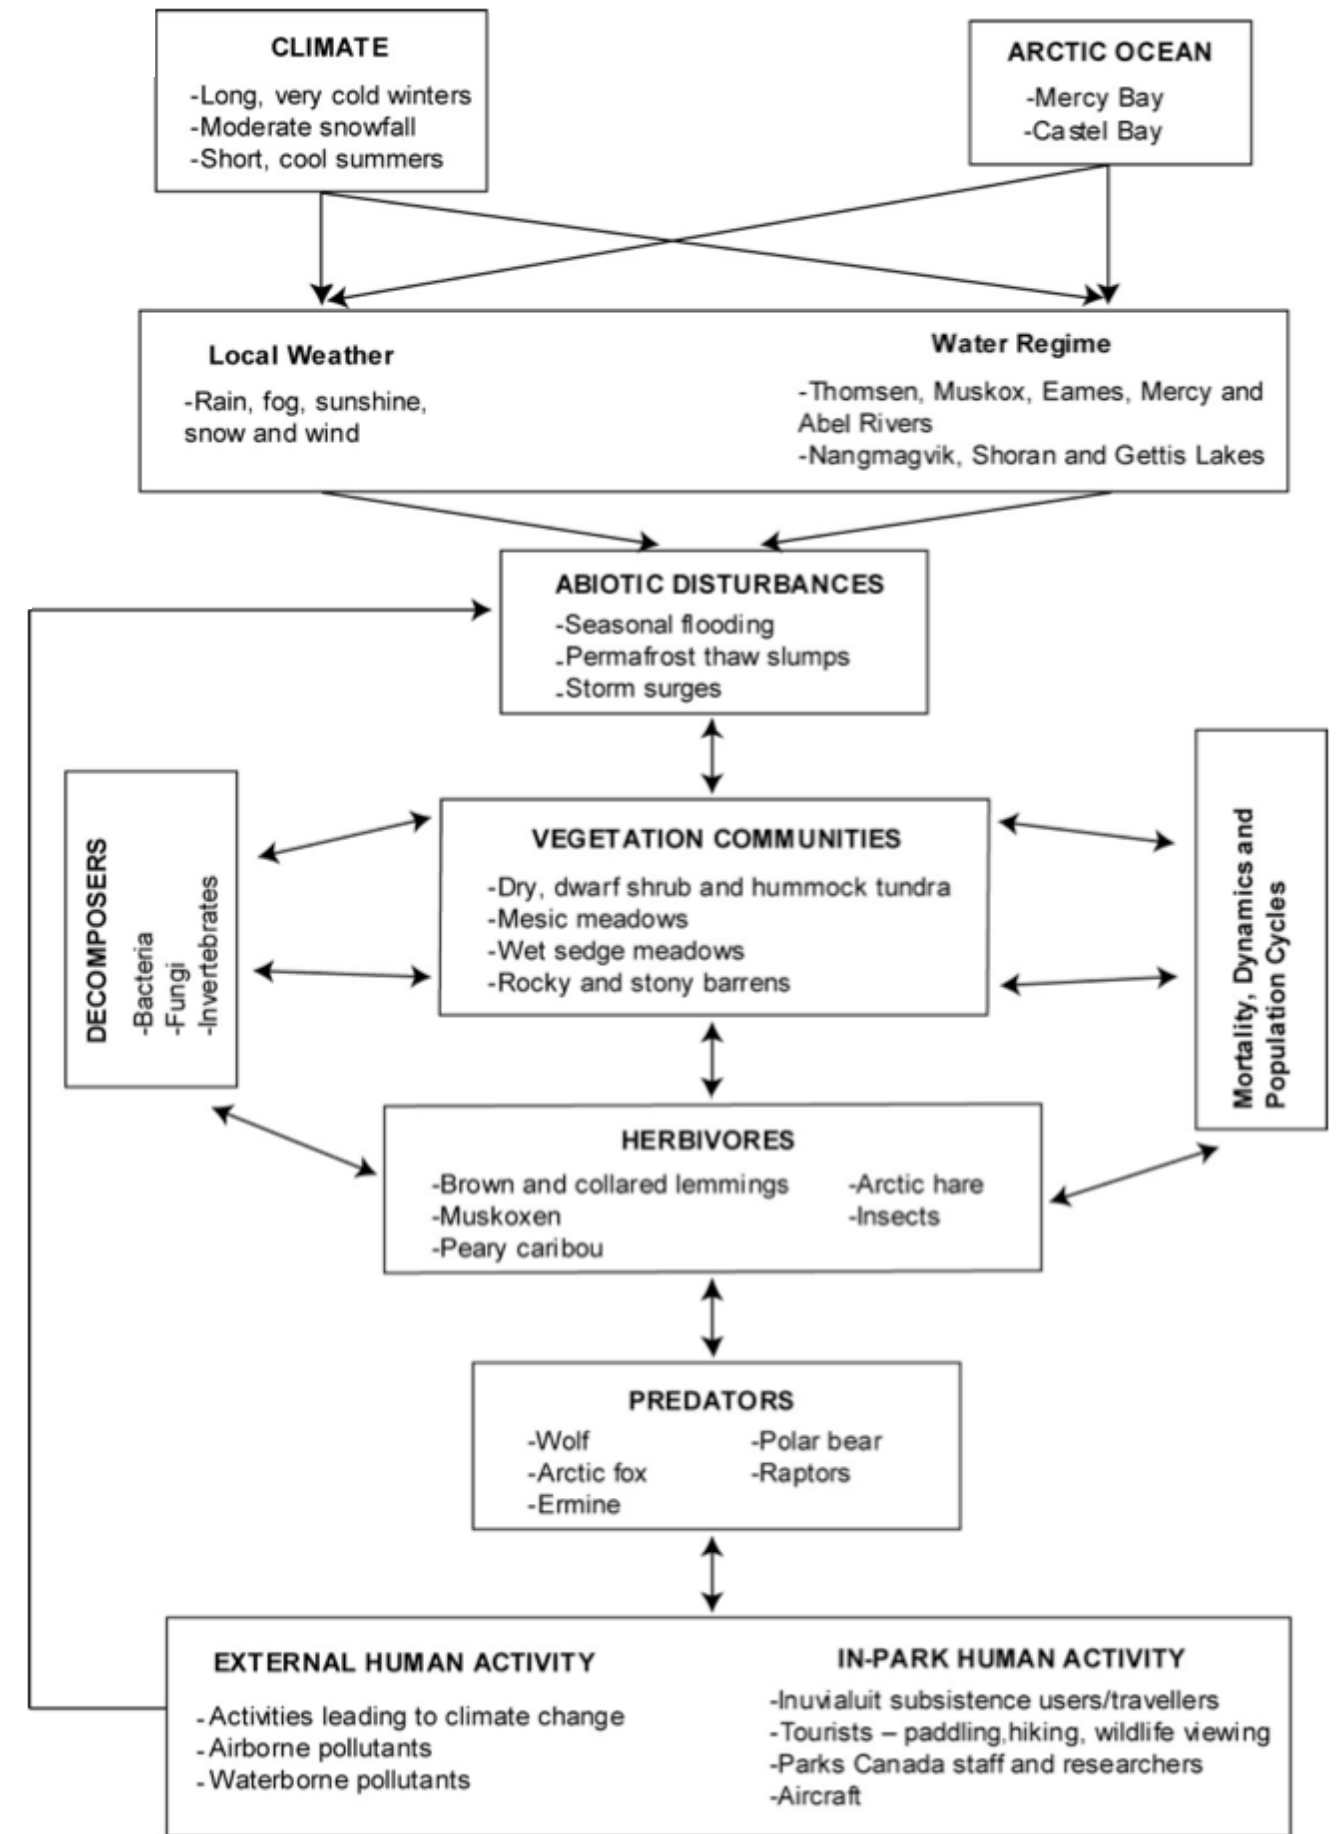 CLIMATE
-Long, very cold winters
-Moderate snowfall
-Short, cool summers
ARCTIC OCEAN
-Mercy Bay
-Castel Bay
Local Weather
-Rain, fog, sunshine,
snow and wind
Water Regime
-Thomsen, Muskox, Eames, Mercy and
Abel Rivers
-Nangmagvik, Shoran and Gettis Lakes
ABIOTIC DISTURBANCES
-Seasonal flooding
-Permafrost thaw slumps
-Storm surges
DECOMPOSERS
-Bacteria
-Fungi
-Invertebrates
VEGETATION COMMUNITIES
-Dry, dwarf shrub and hummock tundra
-Mesic meadows
-Wet sedge meadows
-Rocky and stony barrens
Mortality, Dynamics and
Population Cycles
HERBIVORES
-Brown and collared lemmings
-Muskoxen
-Peary caribou
-Arctic hare
-Insects
PREDATORS
-Wolf
-Arctic fox
-Ermine
-Polar bear
-Raptors
EXTERNAL HUMAN ACTIVITY
-Activities leading to climate change
-Airborne pollutants
-Waterborne pollutants
IN-PARK HUMAN ACTIVITY
-Inuvialuit subsistence users/travellers
-Tourists – paddling,hiking, wildlife viewing
-Parks Canada staff and researchers
-Aircraft